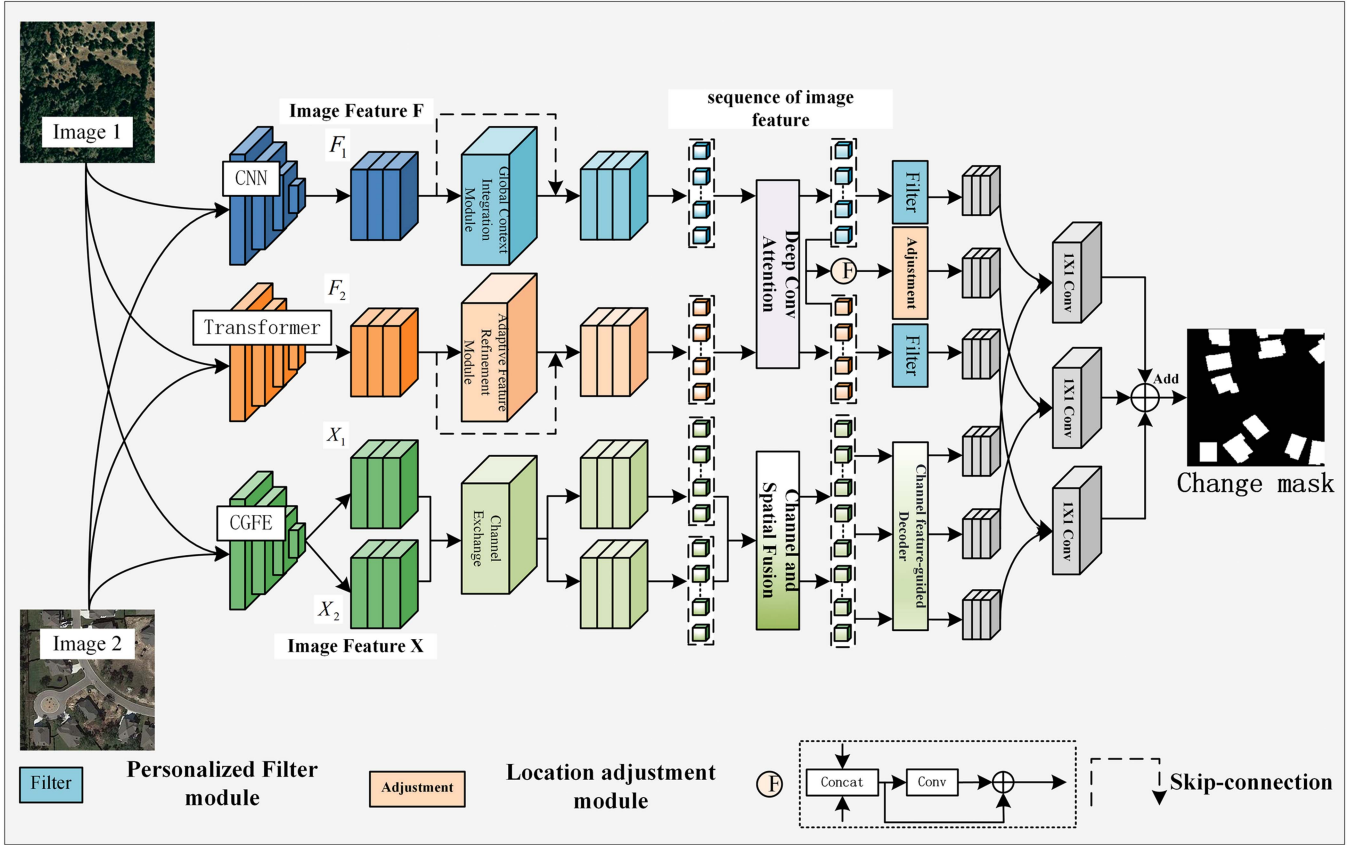 Image 1
Image Feature F
sequence of image
feature
F1
CNN
Global Context
Integration
Module
Filter
Deep Conv
Attention
F
Adjustment
1X1 Conv
F2
Transformer
Adaptive Feature
Refinement
Module
Filter
1X1 Conv
Add
Change mask
X1
CGFE
Channel
Exchange
Channel and
Spatial Fusion
Channel feature-guided
Decoder
1X1 Conv
X2
Image Feature X
Image 2
Filter
Personalized Filter
module
Adjustment
Location adjustment
module
F
Concat
Conv
Skip-connection